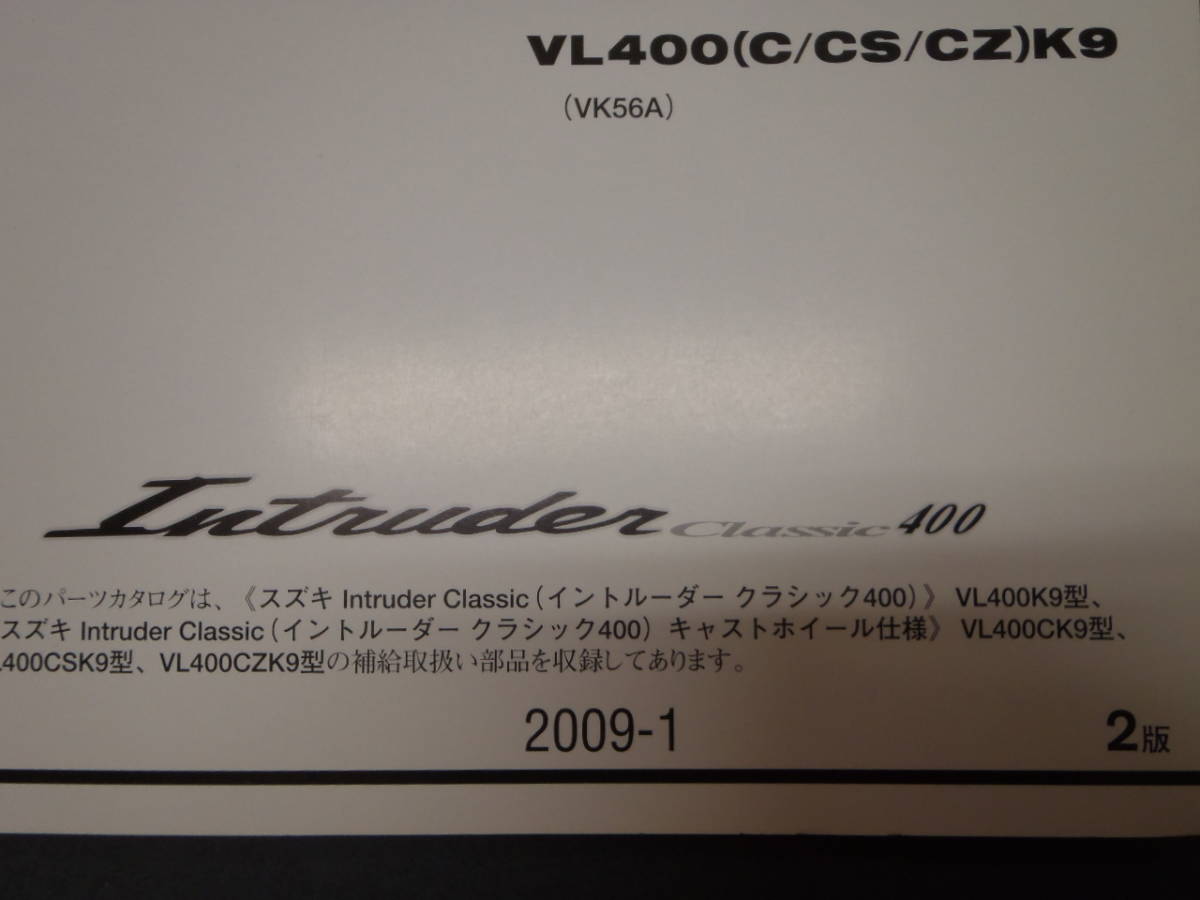 VL400(C/CS/CZ)K9
(VK56A)
Intruder Classic 400
このパーツカタログは、《スズキ Intruder Classic(イントルーダー クラシック400)》 VL400K9型、
スズキ Intruder Classic(イントルーダー クラシック400) キャストホイール仕様》 VL400CK9型、
L400CSK9型、VL400CZK9型の補給取扱い部品を収録してあります。
2009-1
2版